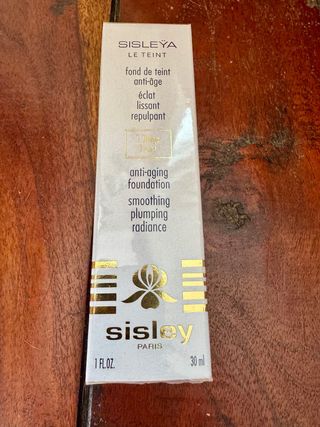 SISLEŸA
LE TEINT
fond de teint
anti-âge
éclat
lissant
repulpant
anti-aging
foundation
smoothing
plumping
radiance
sisley
PARIS
1 FL.OZ. 30 ml